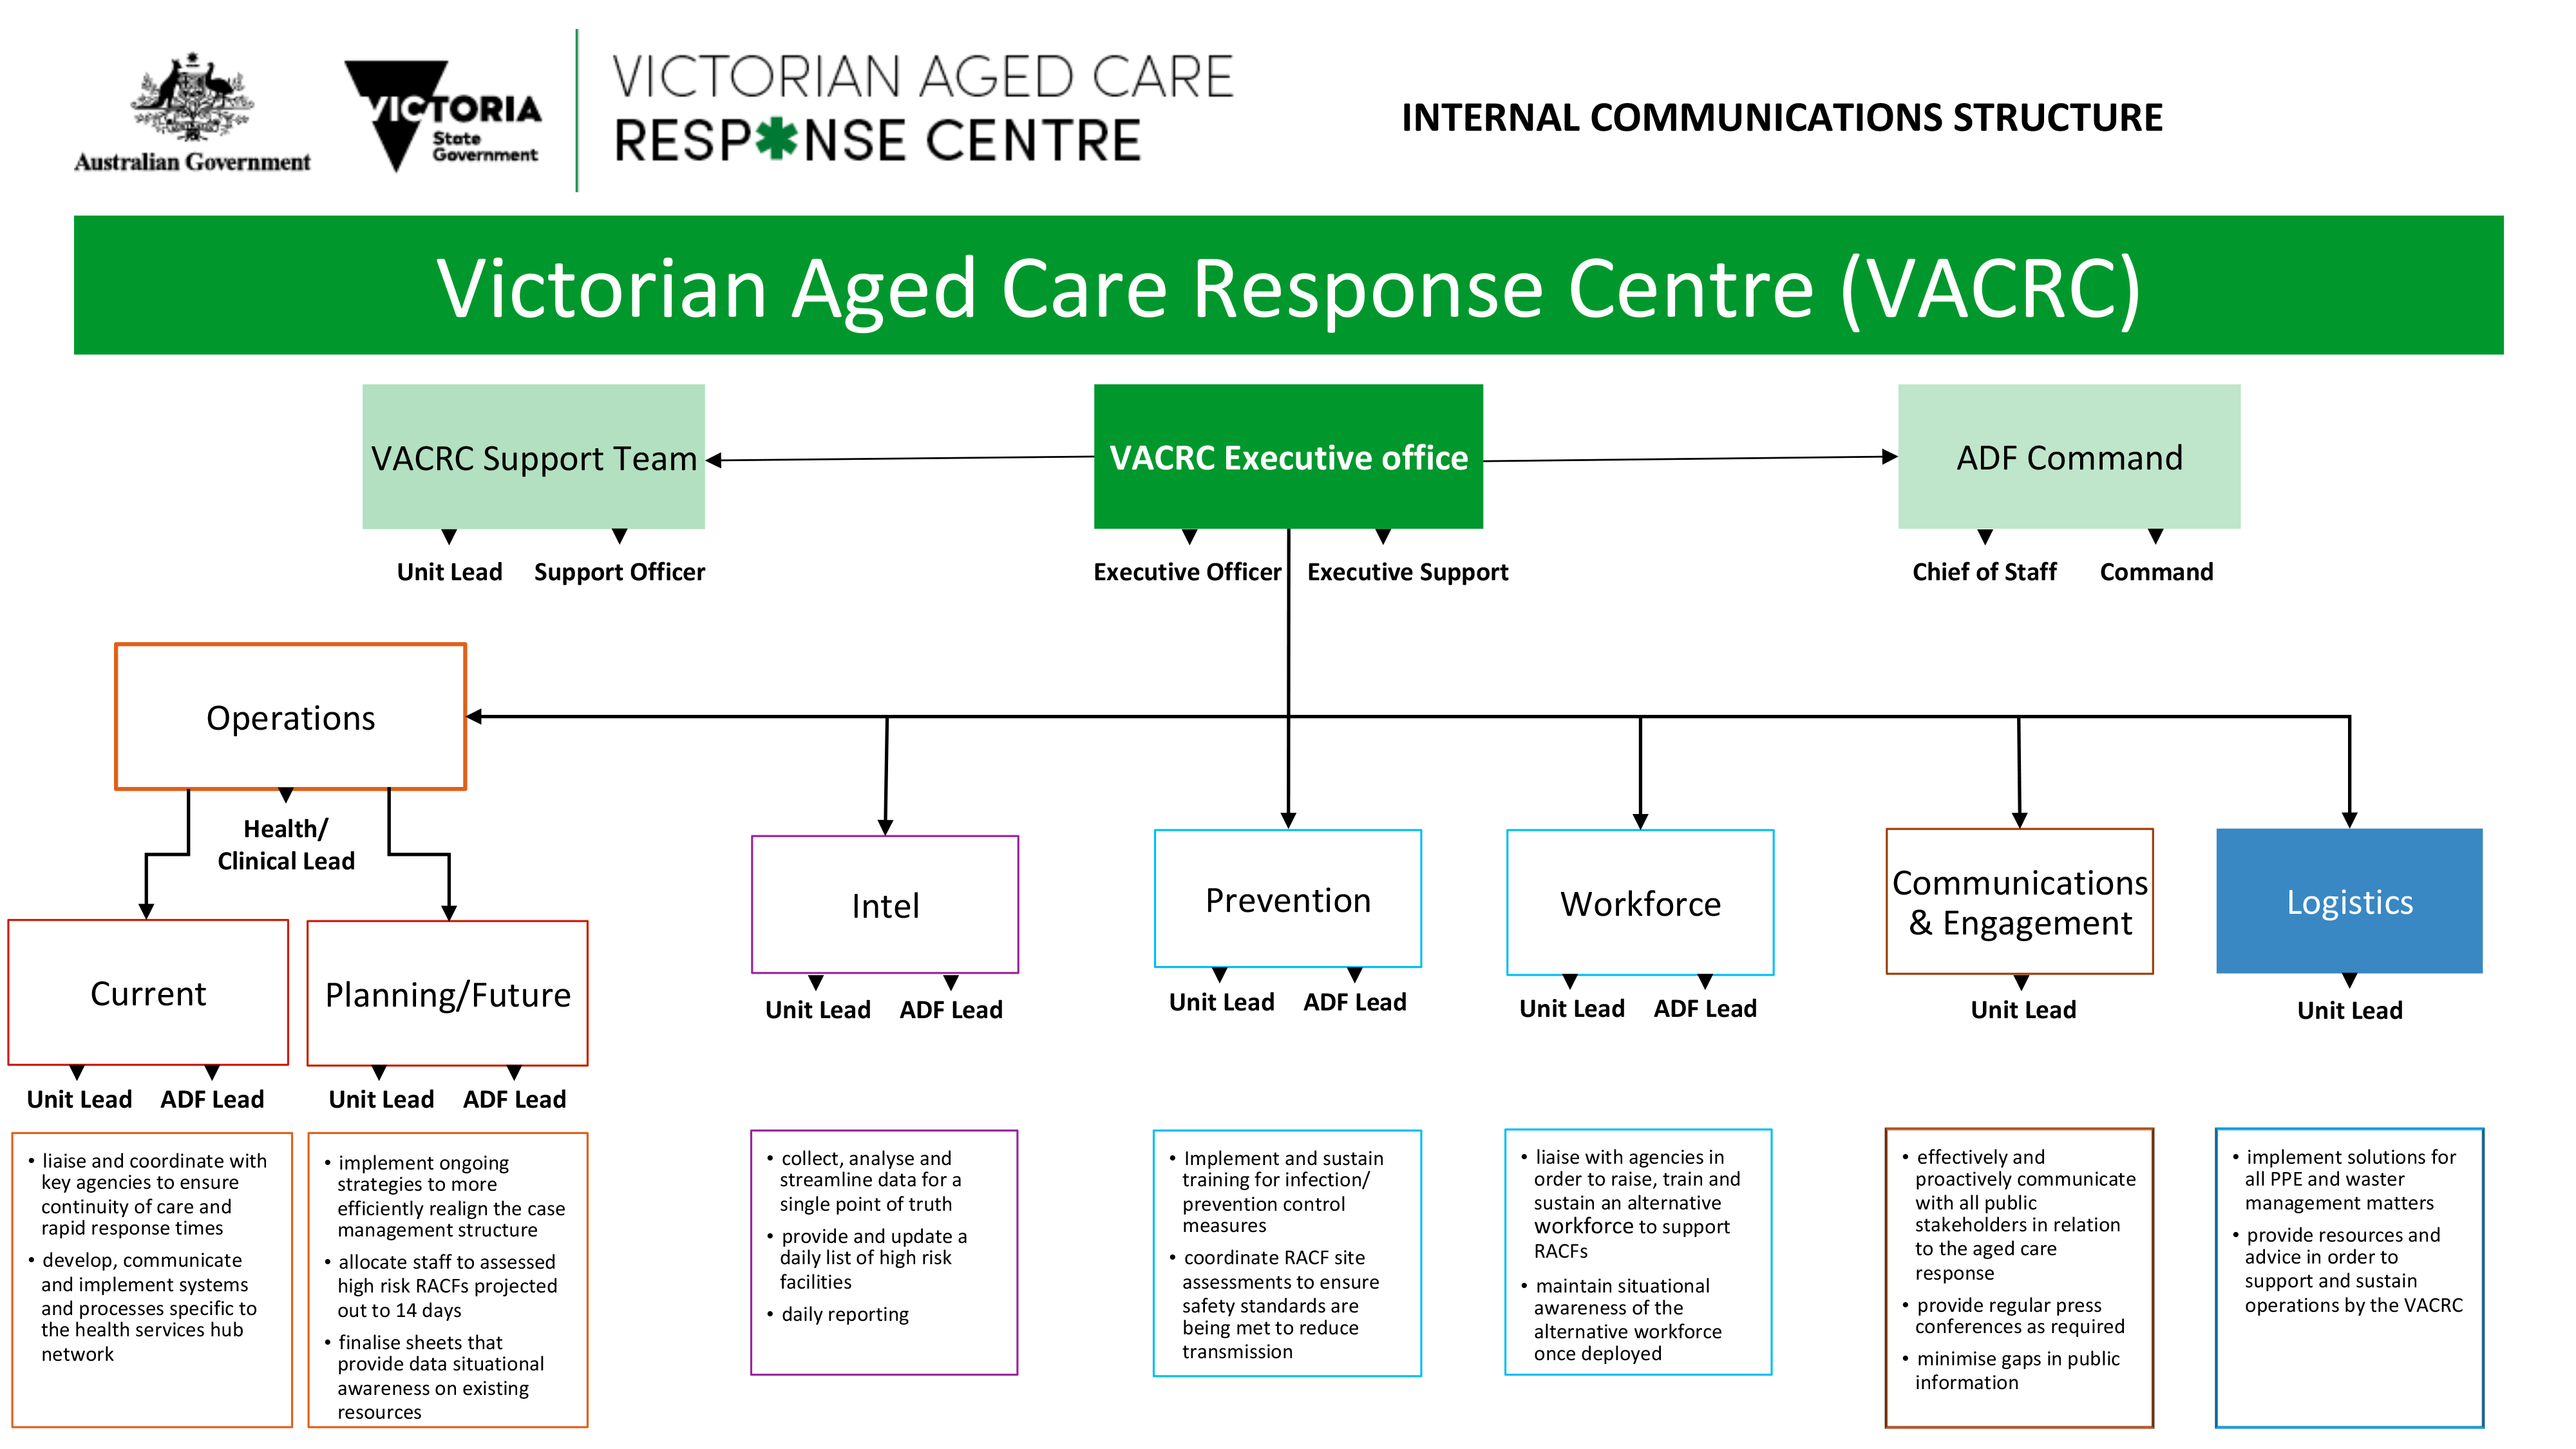 Australian Government
VICTORIA
State
Government
VICTORIAN AGED CARE
RESP✱NSE CENTRE
INTERNAL COMMUNICATIONS STRUCTURE
Victorian Aged Care Response Centre (VACRC)
VACRC Support Team
VACRC Executive office
ADF Command
Unit Lead
Support Officer
Executive Officer
Executive Support
Chief of Staff
Command
Operations
Health/
Clinical Lead
Current
Unit Lead
ADF Lead
Planning/Future
Unit Lead
ADF Lead
Intel
Unit Lead
ADF Lead
Prevention
Unit Lead
ADF Lead
Workforce
Unit Lead
ADF Lead
Communications
& Engagement
Unit Lead
Logistics
Unit Lead
• liaise and coordinate with
key agencies to ensure
continuity of care and
rapid response times
• develop, communicate
and implement systems
and processes specific to
the health services hub
network
• implement ongoing
strategies to more
efficiently realign the case
management structure
• allocate staff to assessed
high risk RACFs projected
out to 14 days
• finalise sheets that
provide data situational
awareness on existing
resources
• collect, analyse and
streamline data for a
single point of truth
• provide and update a
daily list of high risk
facilities
• daily reporting
• Implement and sustain
training for infection/
prevention control
measures
• coordinate RACF site
assessments to ensure
safety standards are
being met to reduce
transmission
• liaise with agencies in
order to raise, train and
sustain an alternative
workforce to support
RACFs
• maintain situational
awareness of the
alternative workforce
once deployed
• effectively and
proactively communicate
with all public
stakeholders in relation
to the aged care
response
• provide regular press
conferences as required
• minimise gaps in public
information
• implement solutions for
all PPE and waster
management matters
• provide resources and
advice in order to
support and sustain
operations by the VACRC